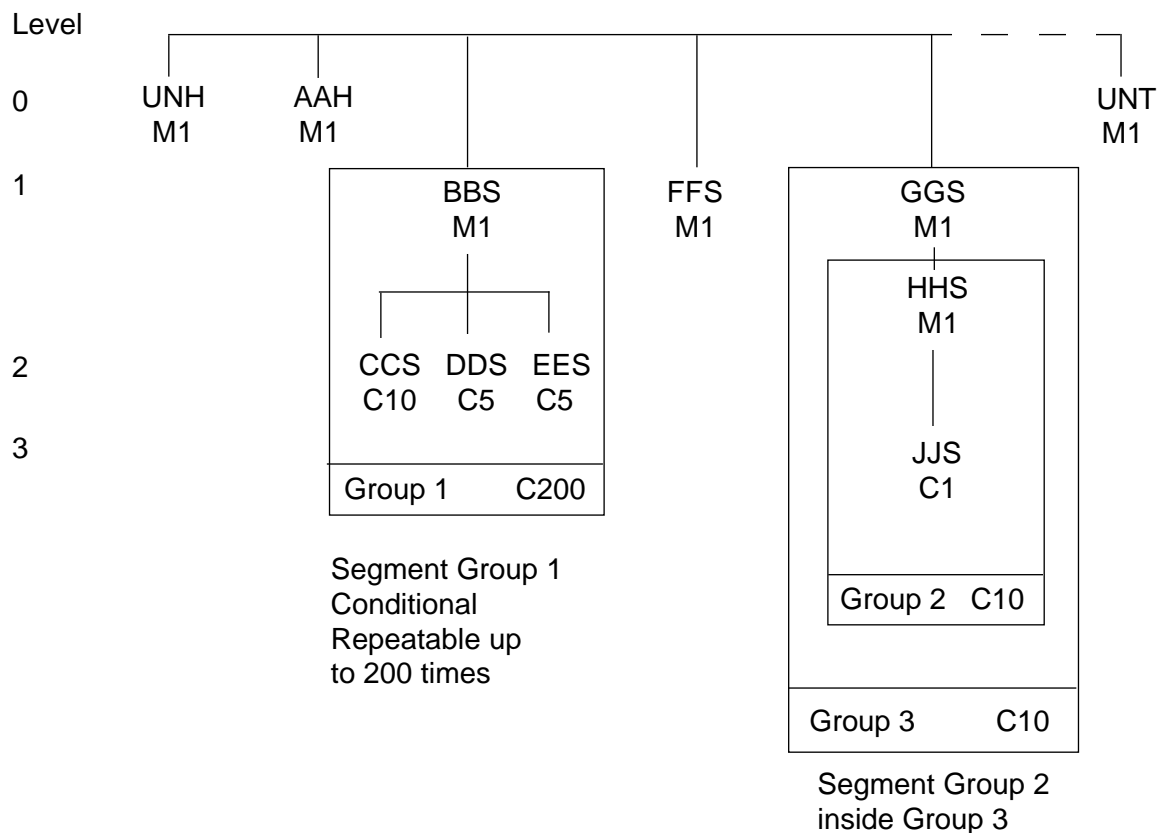 Level
0
UNH
M1
AAH
M1
UNT
M1
1
BBS
M1
FFS
M1
GGS
M1
HHS
M1
2
CCS
C10
DDS
C5
EES
C5
3
JJS
C1
Group 1 C200
Group 2 C10
Group 3 C10
Segment Group 1
Conditional
Repeatable up
to 200 times
Segment Group 2
inside Group 3